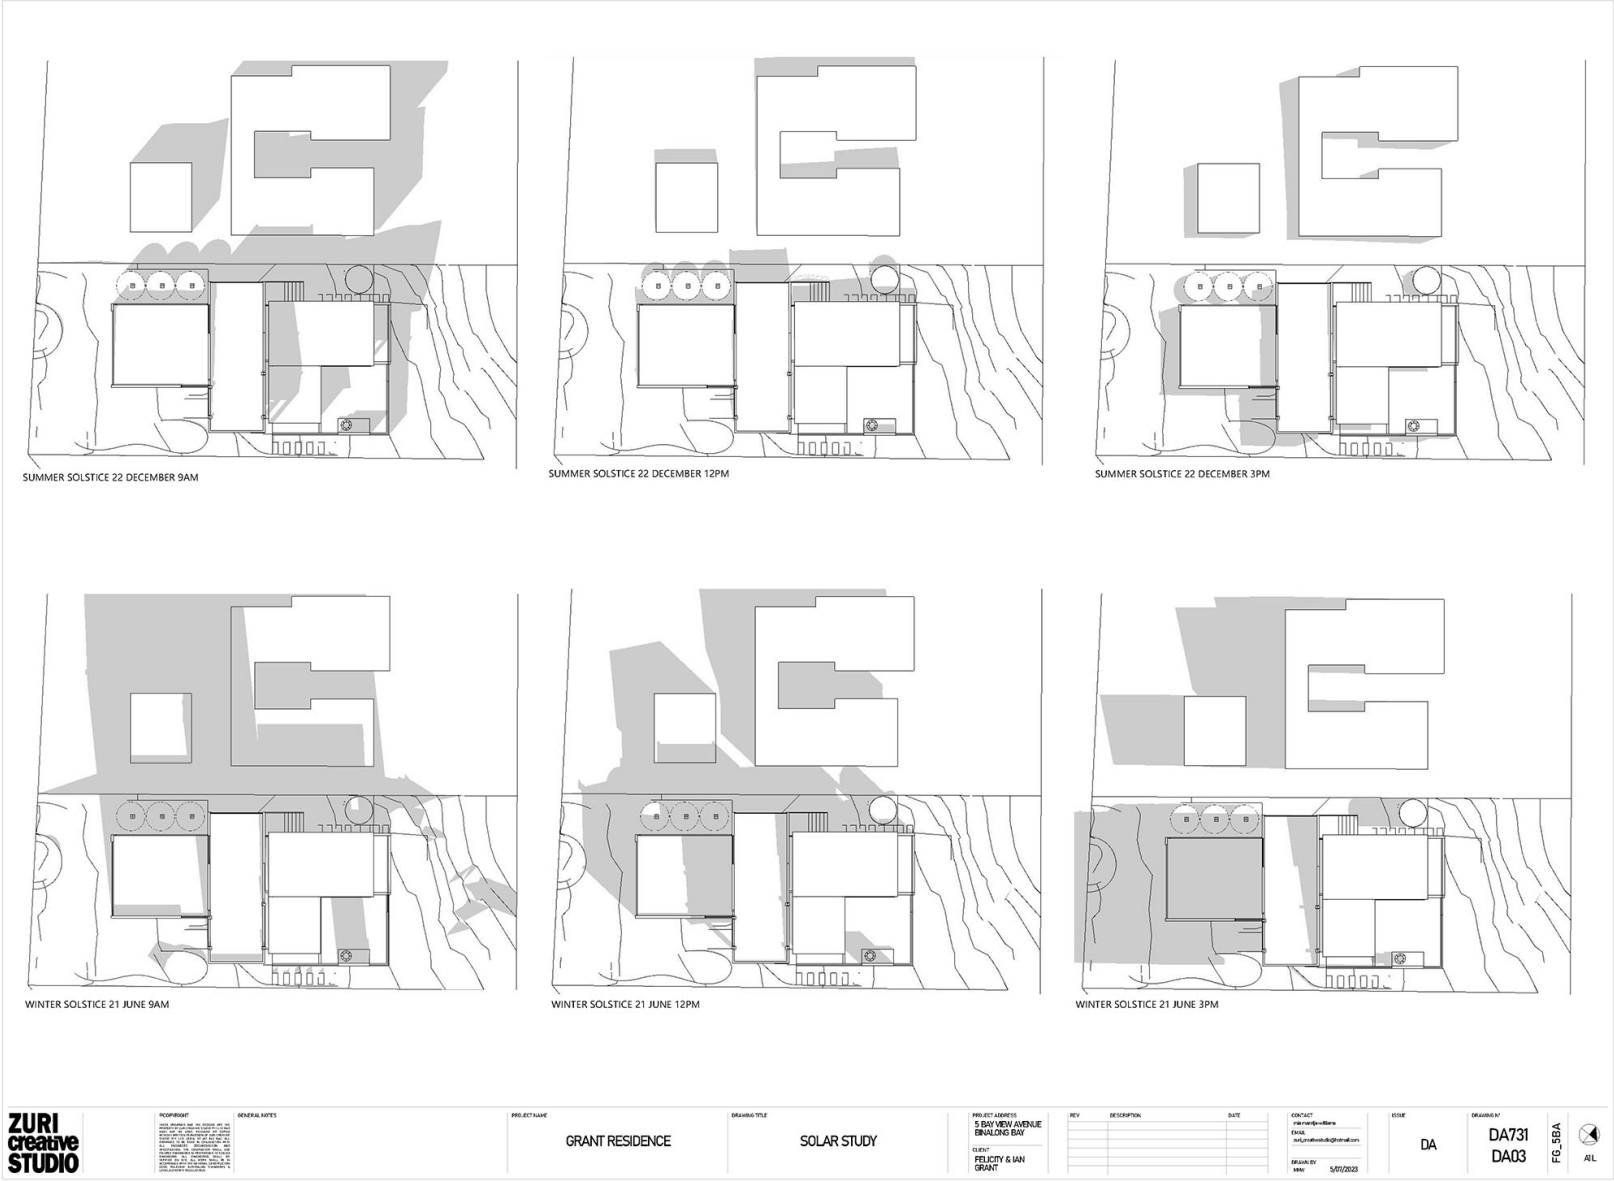 SUMMER SOLSTICE 22 DECEMBER 9AM
SUMMER SOLSTICE 22 DECEMBER 12PM
SUMMER SOLSTICE 22 DECEMBER 3PM
WINTER SOLSTICE 21 JUNE 9AM
WINTER SOLSTICE 21 JUNE 12PM
WINTER SOLSTICE 21 JUNE 3PM
ZURI
creative
STUDIO
©COPYRIGHT
GENERAL NOTES
PROJECT NAME
GRANT RESIDENCE
DRAWING TITLE
SOLAR STUDY
PROJECT ADDRESS
5 BAY VIEW AVENUE
BINALONG BAY
CLIENT
FELICITY & IAN
GRANT
REV
DESCRIPTION
DATE
CONTACT
EMAIL
DRAWN BY
MNW
5/07/2023
ISSUE
DA
DRAWING Nº
DA731
DA03
FG_5BA
A1L